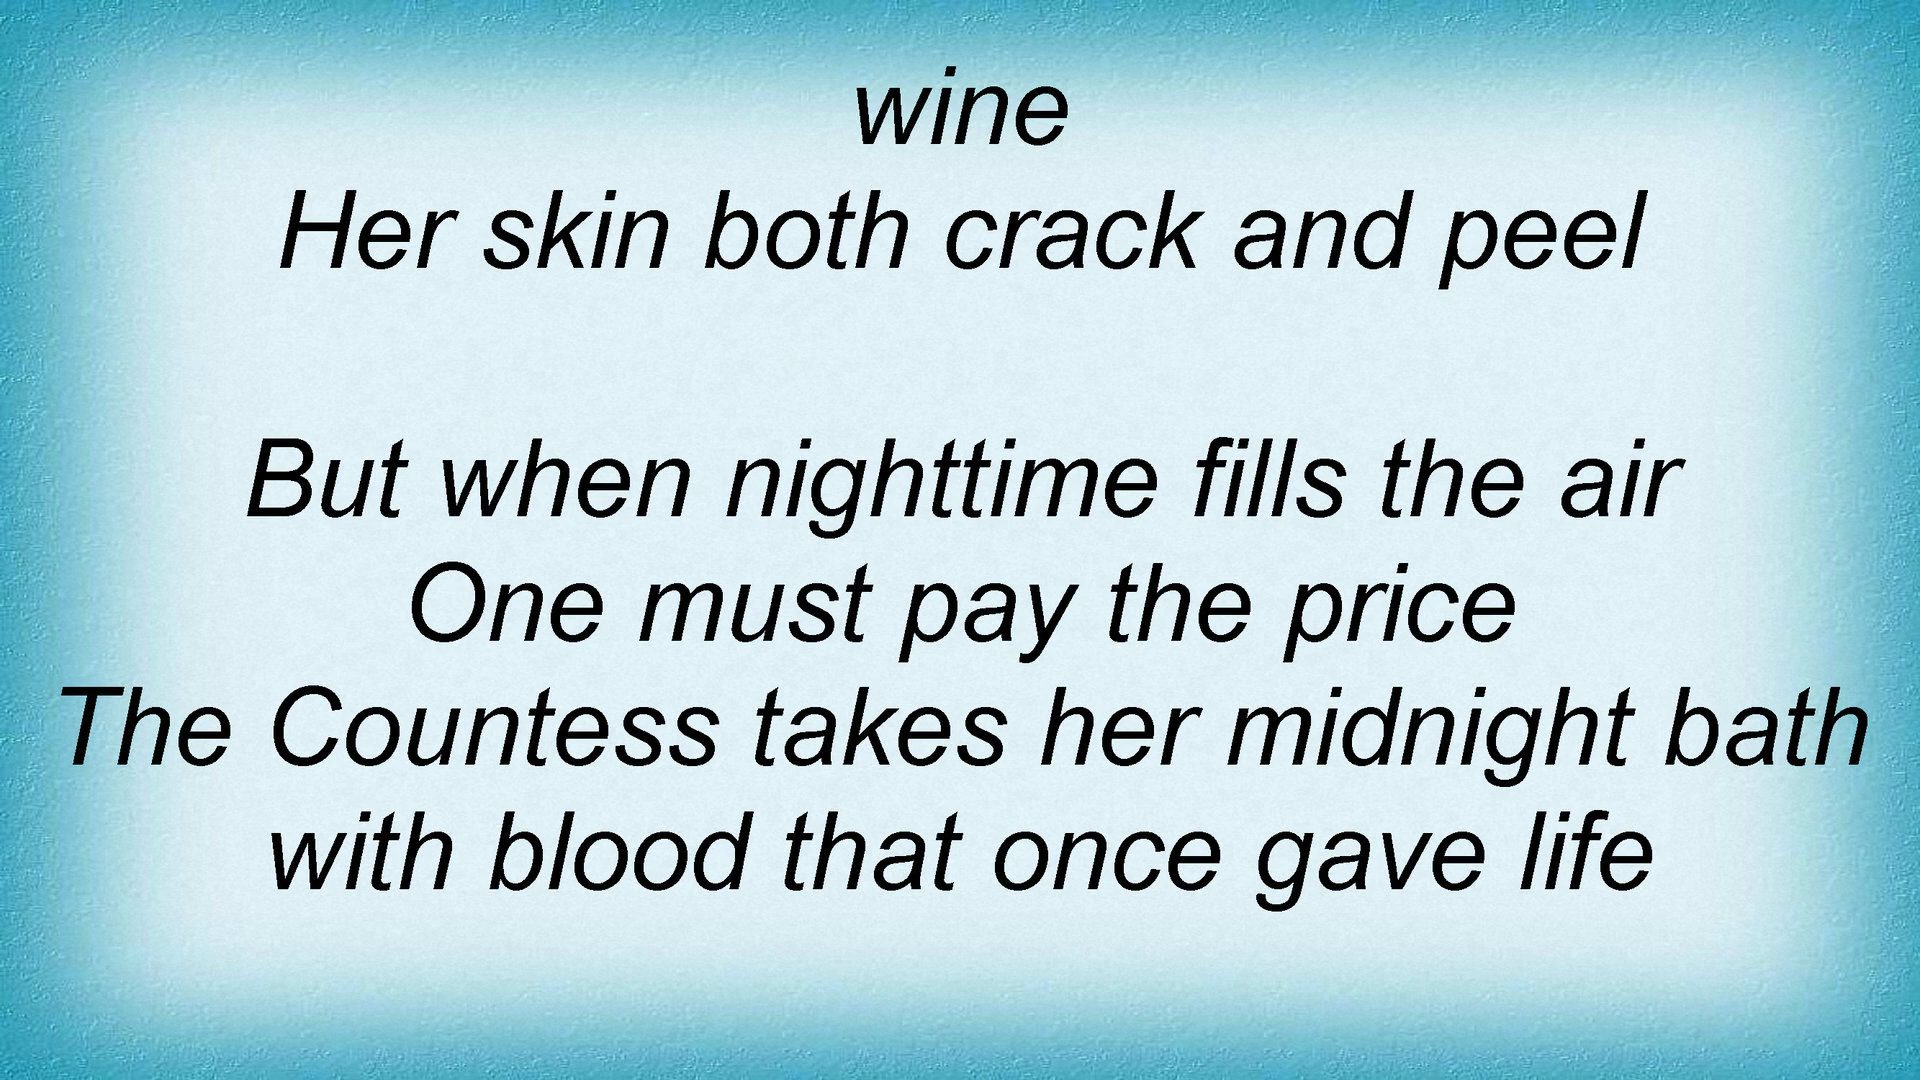 wine
Her skin both crack and peel
But when nighttime fills the air
One must pay the price
The Countess takes her midnight bath
with blood that once gave life